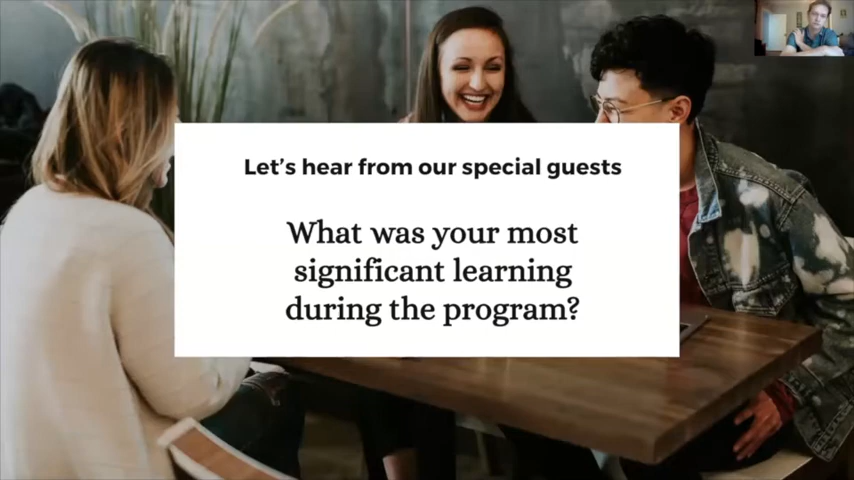 Let’s hear from our special guests
What was your most
significant learning
during the program?